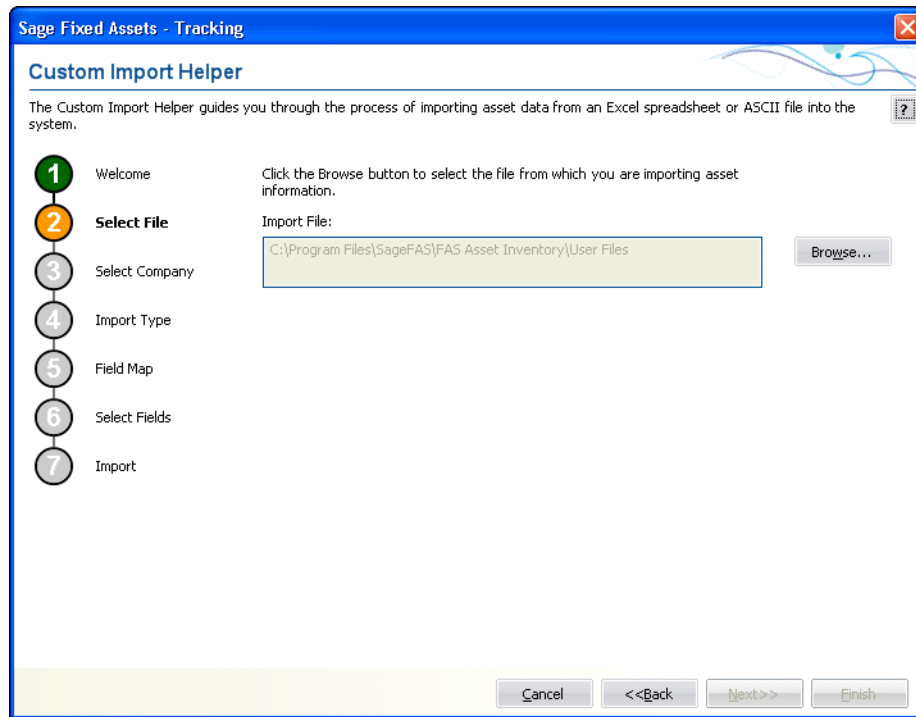 Sage Fixed Assets - Tracking
Custom Import Helper
The Custom Import Helper guides you through the process of importing asset data from an Excel spreadsheet or ASCII file into the
system.
?
1 Welcome
Click the Browse button to select the file from which you are importing asset
information.
2 Select File
Import File:
C:\Program Files\SageFAS\FAS Asset Inventory\User Files
Browse...
3 Select Company
4 Import Type
5 Field Map
6 Select Fields
7 Import
Cancel
<<Back
Next>>
Finish